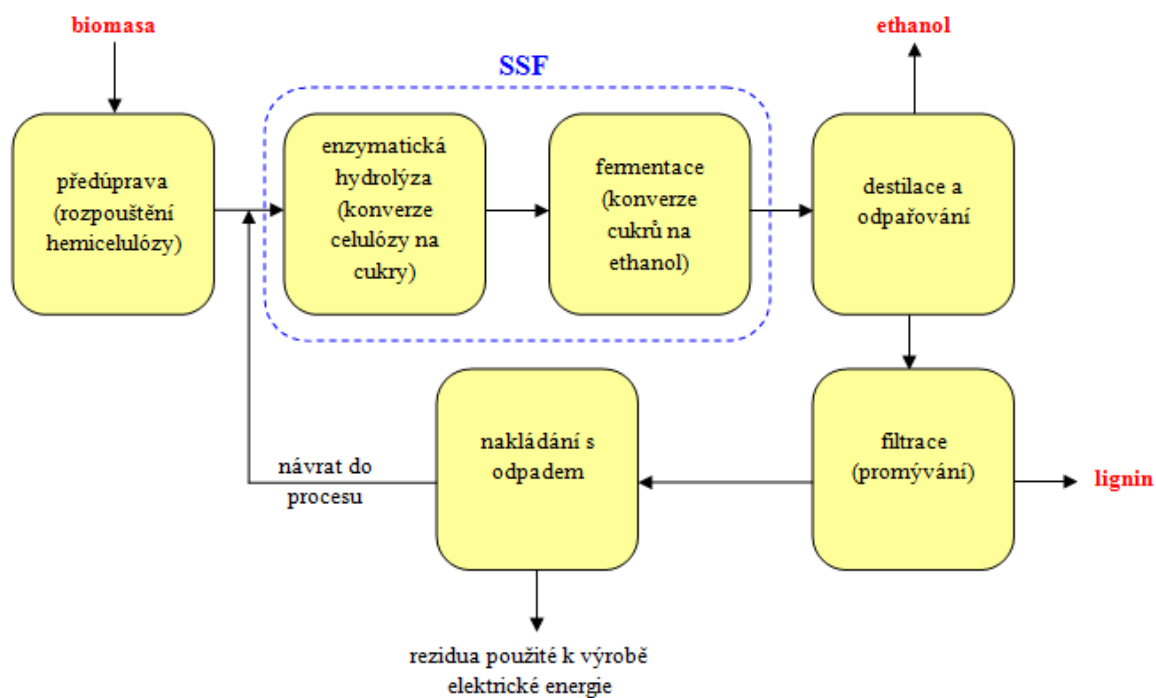 biomasa
ethanol
SSF
předúprava
(rozpouštění
hemicelulózy)
enzymatická
hydrolýza
(konverze
celulózy na
cukry)
fermentace
(konverze
cukrů na
ethanol)
destilace a
odpařování
nakládání s
odpadem
filtrace
(promývání)
návrat do
procesu
lignin
rezidua použité k výrobě
elektrické energie